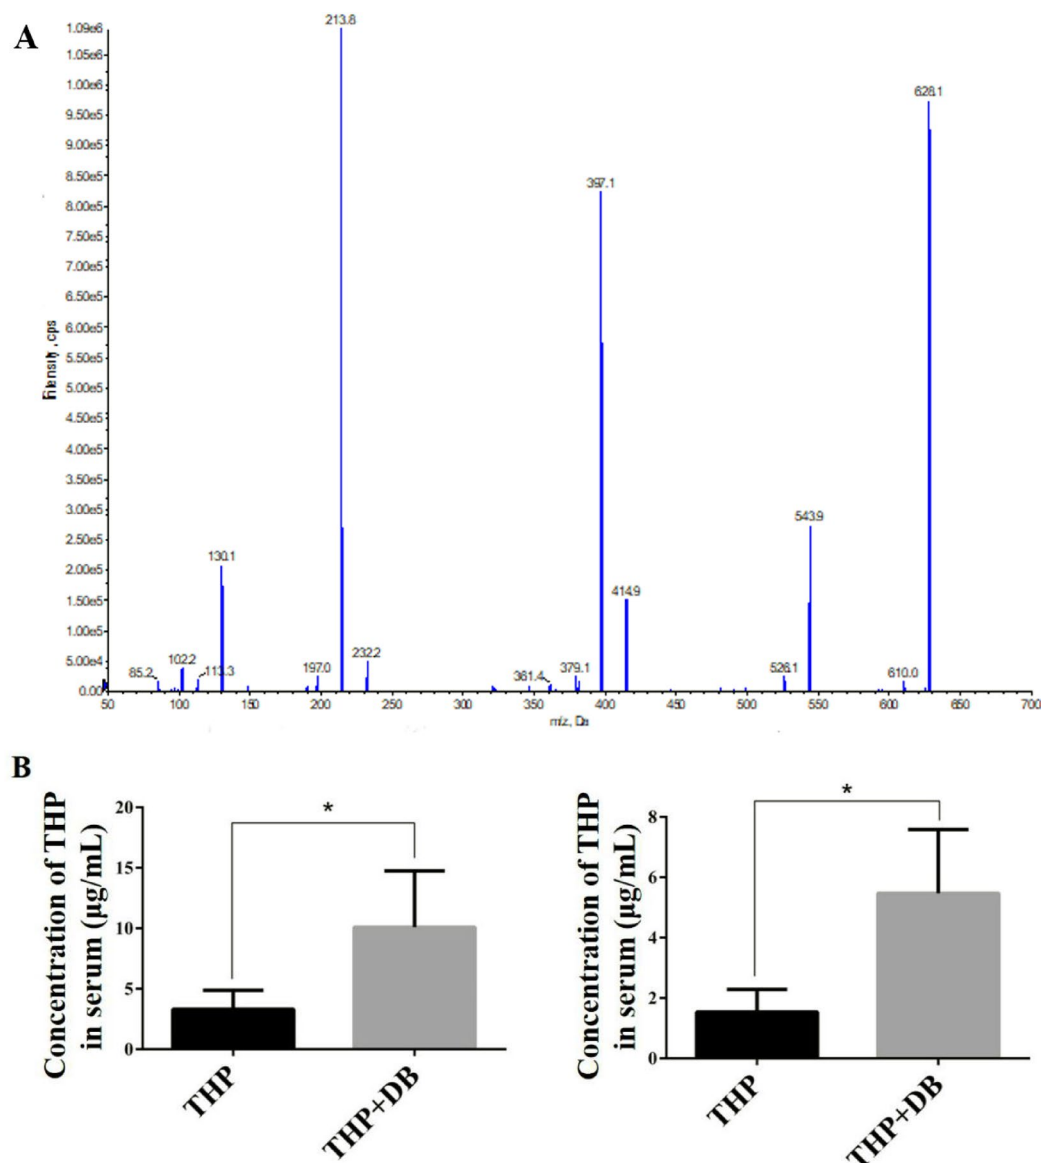 A
213.8
1.09e6
1.05e6
1.00e6
9.50e5
9.00e5
8.50e5
8.00e5
7.50e5
7.00e5
6.50e5
6.00e5
5.50e5
5.00e5
4.50e5
4.00e5
3.50e5
3.00e5
2.50e5
2.00e5
1.50e5
1.00e5
5.00e4
0.00
Intensity, cps
628.1
397.1
543.9
130.1
414.9
232.2
102.2
113.3
85.2
197.0
361.4
379.1
526.1
610.0
50 100 150 200 250 300 350 400 450 500 550 600 650 700
m/z, Da
B
Concentration of THP
in serum (µg/mL)
20
15
10
5
0
*
THP
THP+DB
Concentration of THP
in serum (µg/mL)
8
6
4
2
0
*
THP
THP+DB